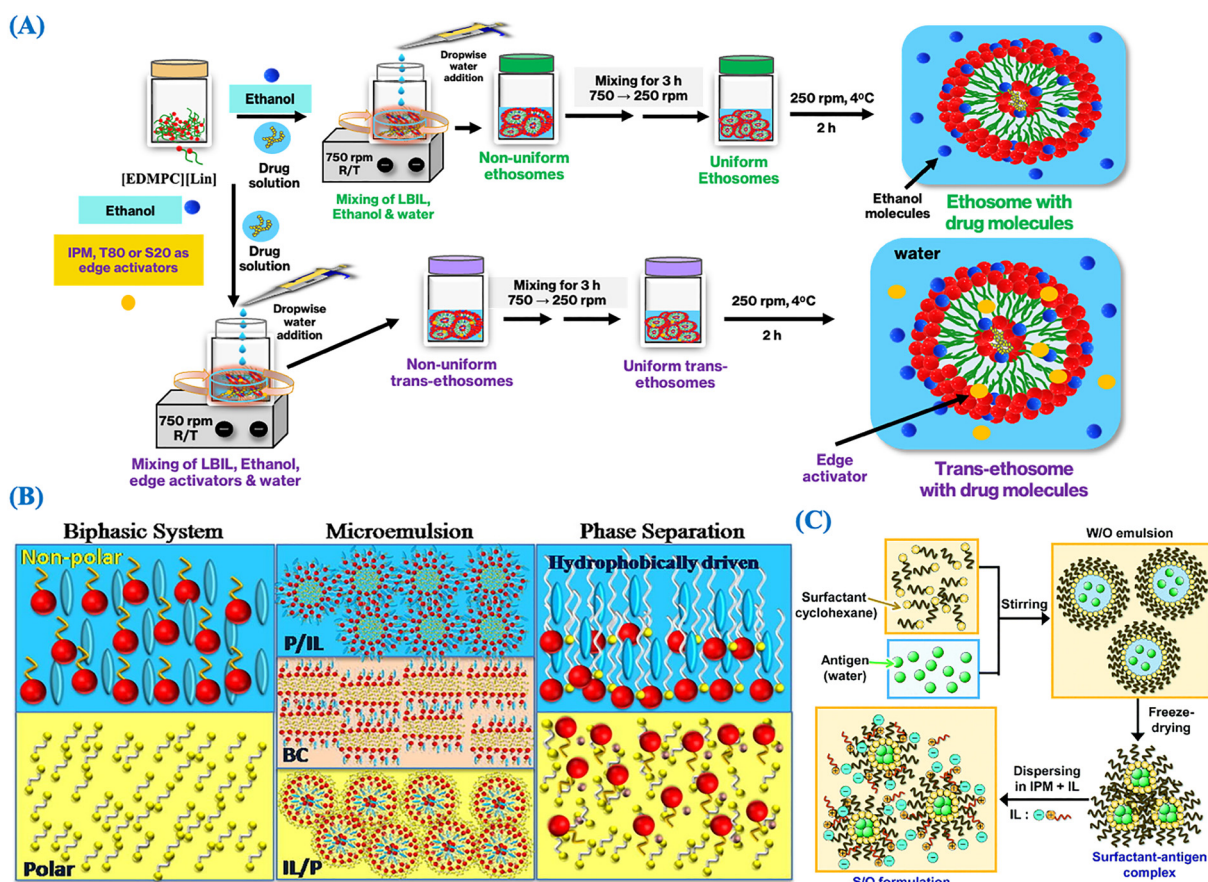 (A)
Ethanol
Drug
solution
[EDMPC][Lin]
Ethanol
IPM, T80 or S20 as
edge activators
Drug
solution
Dropwise
water
addition
750 rpm
R/T
Mixing of LBIL,
Ethanol & water
Non-uniform
ethosomes
Mixing for 3 h
750 → 250 rpm
Uniform
Ethosomes
250 rpm, 4⁰C
2 h
Ethanol
molecules
Ethosome with
drug molecules
Dropwise
water
addition
750 rpm
R/T
Mixing of LBIL, Ethanol,
edge activators & water
Non-uniform
trans-ethosomes
Mixing for 3 h
750 → 250 rpm
Uniform trans-
ethosomes
250 rpm, 4⁰C
2 h
water
Edge
activator
Trans-ethosome
with drug molecules
(B)
Biphasic System
Microemulsion
Phase Separation
Non-polar
Polar
P/IL
BC
IL/P
Hydrophobically driven
(C)
Surfactant
cyclohexane)
Antigen
(water)
Stirring
W/O emulsion
Freeze-
drying
Surfactant-antigen
complex
Dispersing
in IPM + IL
IL :
S/O formulation